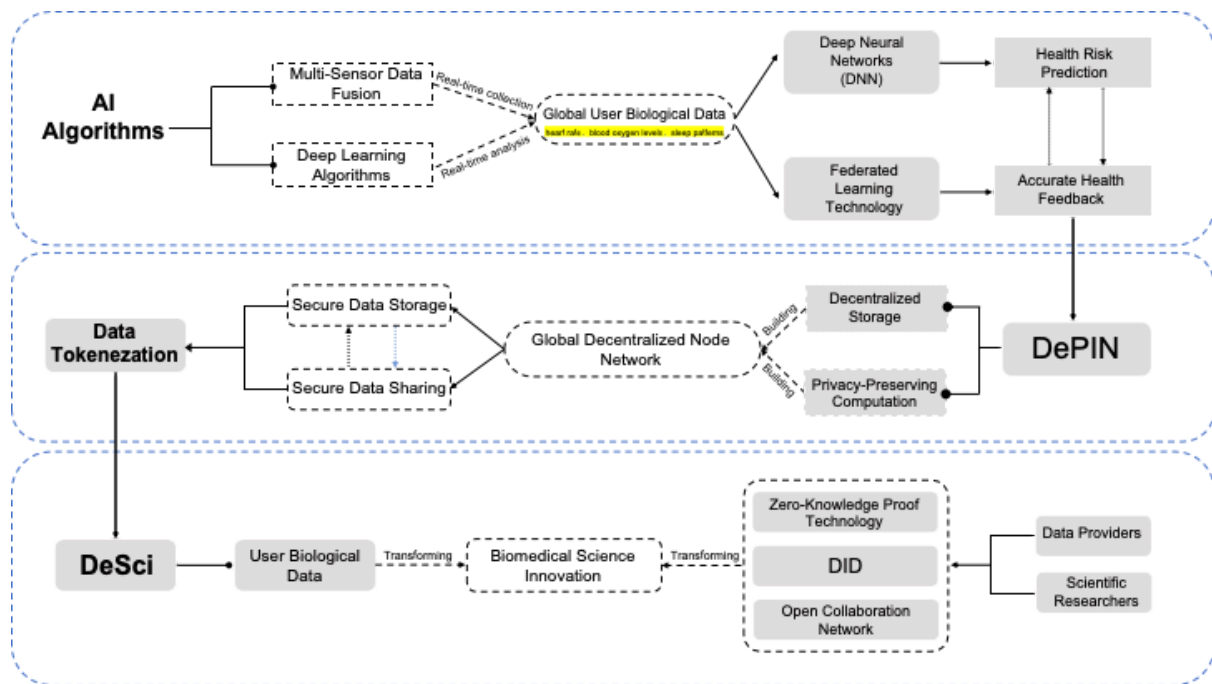 AI
Algorithms
Multi-Sensor Data
Fusion
Deep Learning
Algorithms
Real-time collection
Real-time analysis
Global User Biological Data
hearf rafe . blood oxygen levels . sleep paffems
Deep Neural
Networks
(DNN)
Federated
Learning
Technology
Health Risk
Prediction
Accurate Health
Feedback
Data
Tokenezation
Secure Data Storage
Secure Data Sharing
Global Decentralized Node
Network
Building
Building
Decentralized
Storage
Privacy-Preserving
Computation
DePIN
DeSci
User Biological
Data
Transforming
Biomedical Science
Innovation
Transforming
Zero-Knowledge Proof
Technology
DID
Open Collaboration
Network
Data Providers
Scientific
Researchers